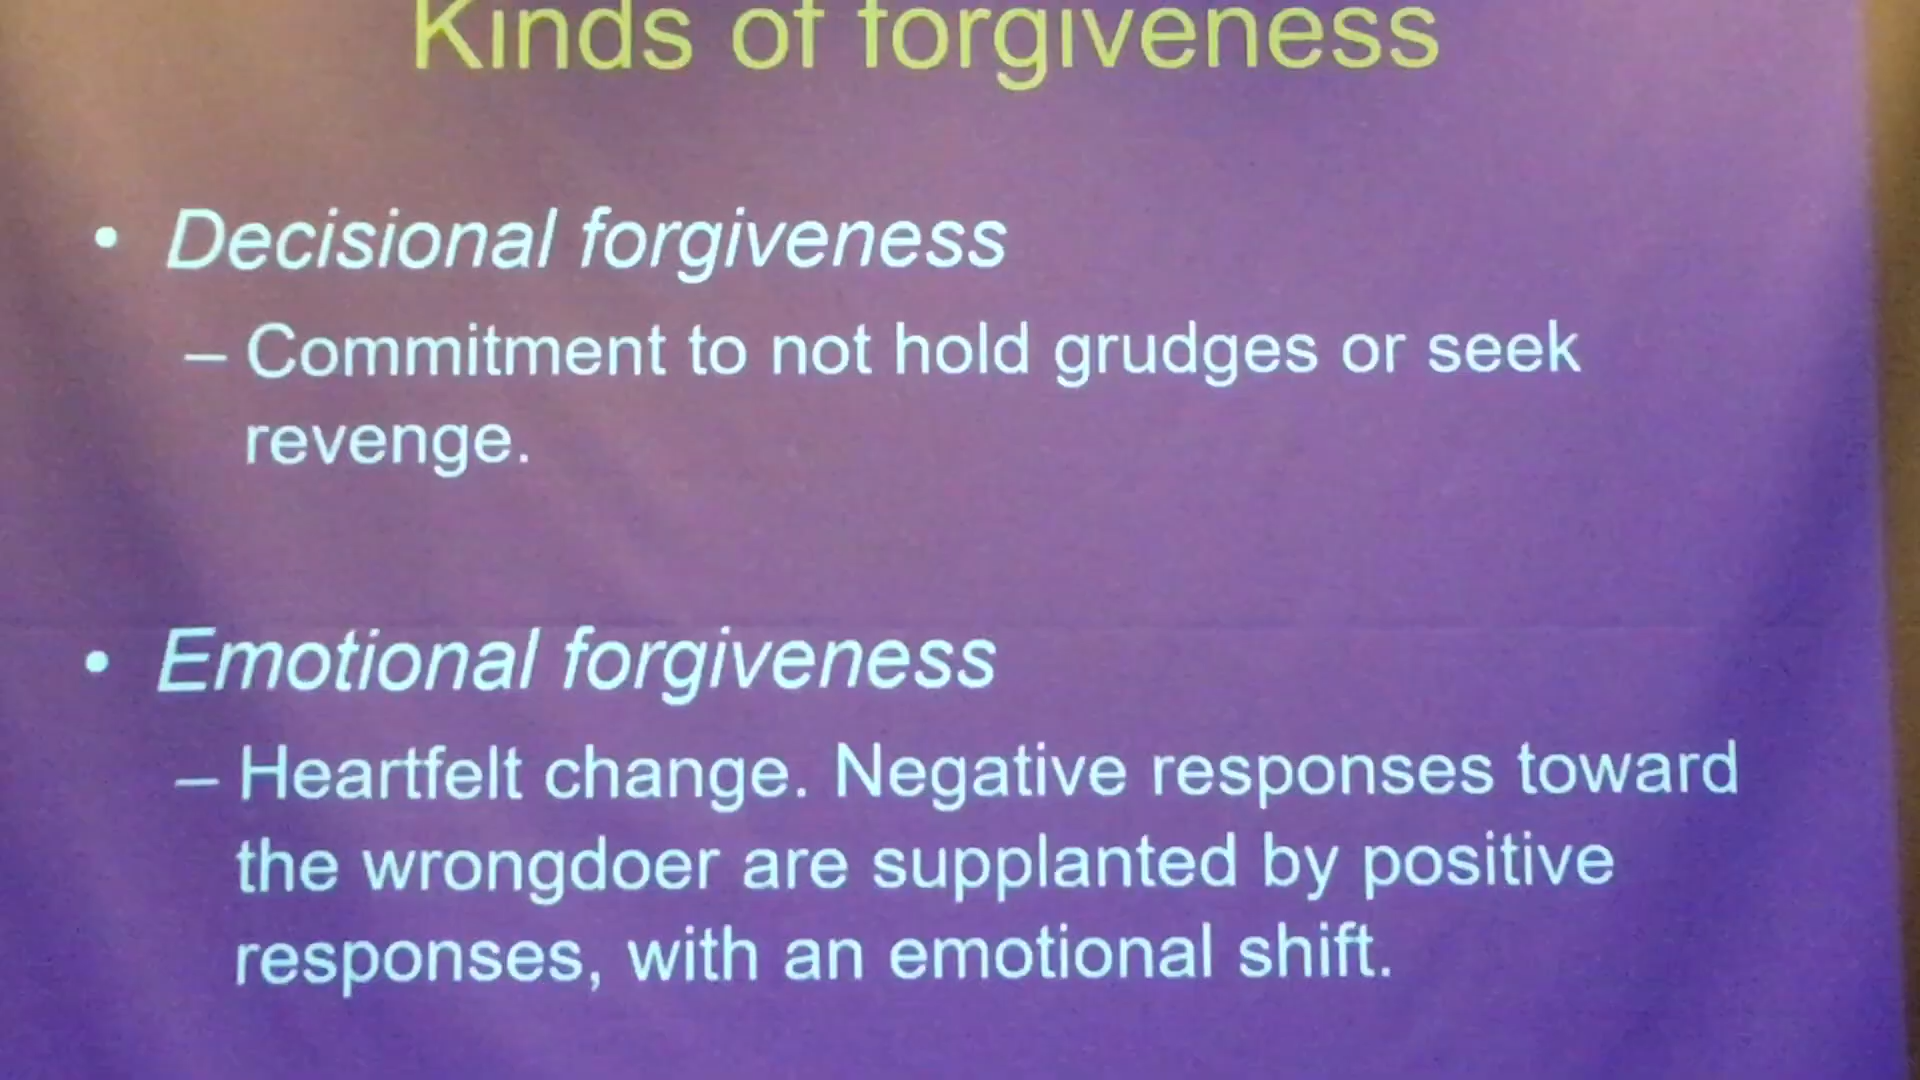 Kinds of forgiveness
• Decisional forgiveness
– Commitment to not hold grudges or seek
revenge.
• Emotional forgiveness
– Heartfelt change. Negative responses toward
the wrongdoer are supplanted by positive
responses, with an emotional shift.